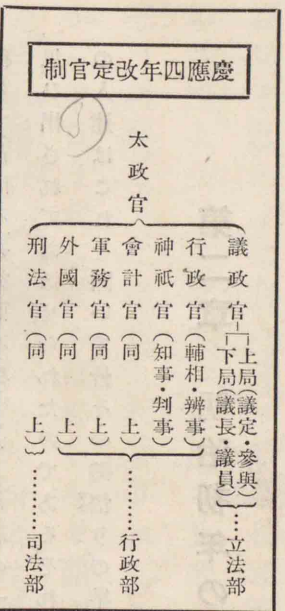 慶應四年改定官制
太政官
議政官
上局(議定・參與)
下局(議長・議員)
……立法部
行政官(輔相・辨事)
神祇官(知事・判事)
會計官(同上)
軍務官(同上)
外國官(同上)
……行政部
刑法官(同上)
……司法部